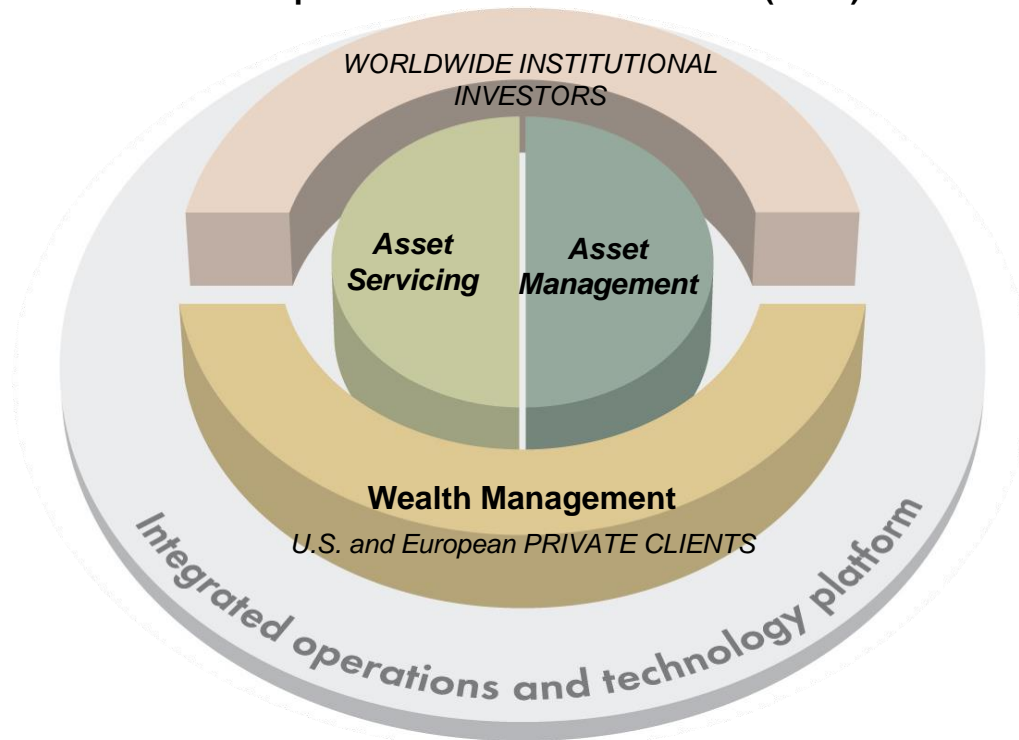 WORLDWIDE INSTITUTIONAL
INVESTORS
Asset
Servicing
Asset
Management
Wealth Management
U.S. and European PRIVATE CLIENTS
Integrated operations and technology platform